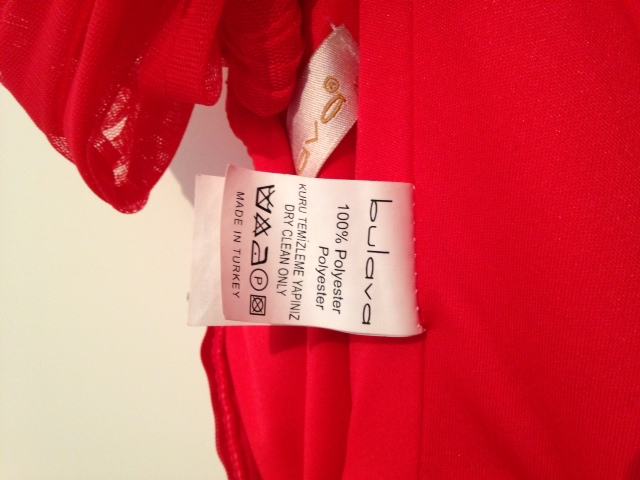 bulava
100% Polyester
Polyester
KURU TEMİZLEME YAPINIZ
DRY CLEAN ONLY
P
MADE IN TURKEY